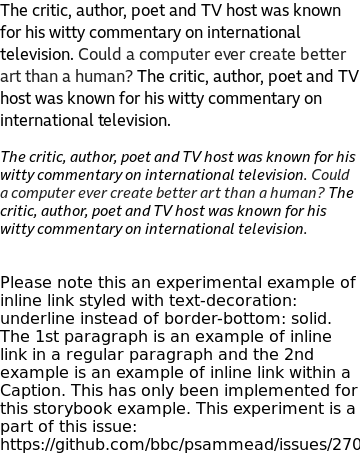 The critic, author, poet and TV host was known
for his witty commentary on international
television. Could a computer ever create better
art than a human? The critic, author, poet and TV
host was known for his witty commentary on
international television.
The critic, author, poet and TV host was known for his
witty commentary on international television. Could
a computer ever create better art than a human? The
critic, author, poet and TV host was known for his
witty commentary on international television.
Please note this an experimental example of
inline link styled with text-decoration:
underline instead of border-bottom: solid.
The 1st paragraph is an example of inline
link in a regular paragraph and the 2nd
example is an example of inline link within a
Caption. This has only been implemented for
this storybook example. This experiment is a
part of this issue:
https://github.com/bbc/psammead/issues/270